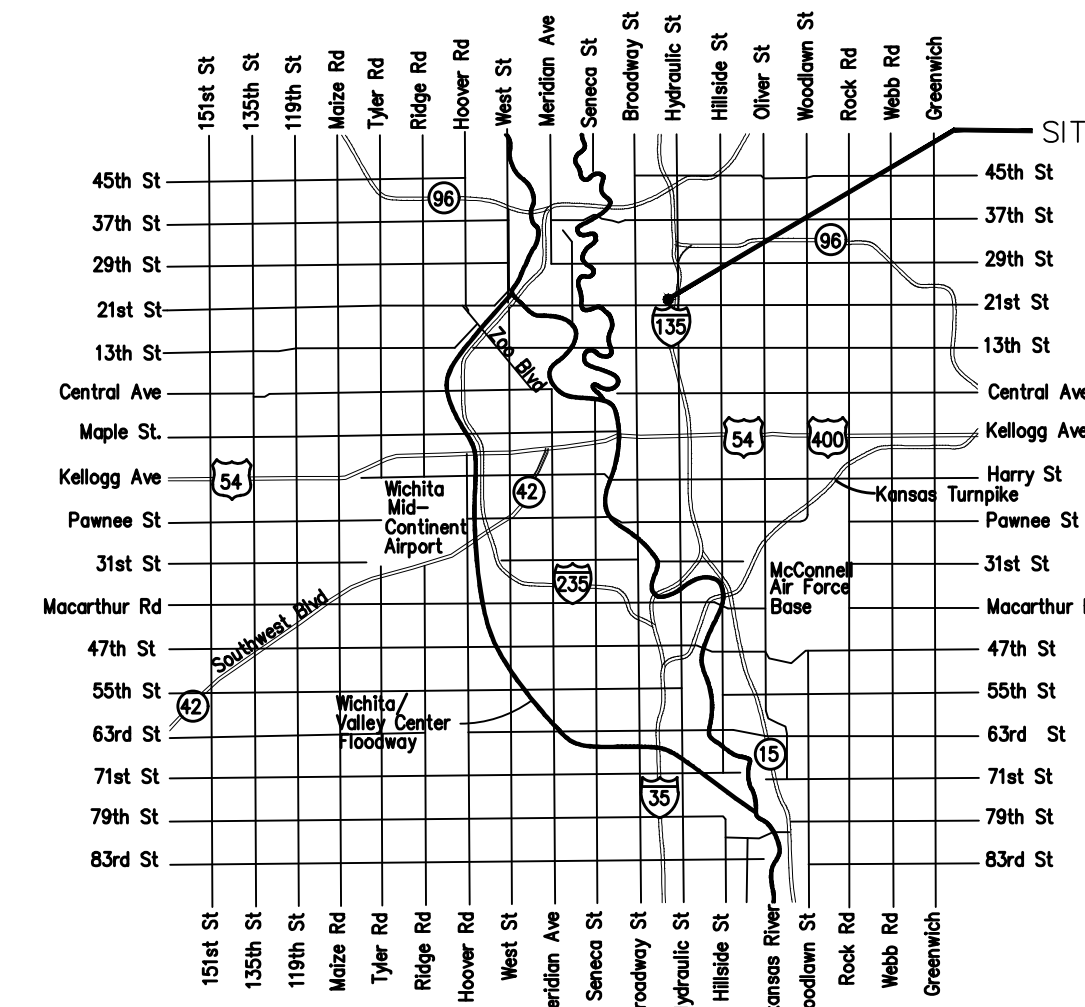 151st St
135th St
119th St
Maize Rd
Tyler Rd
Ridge Rd
Hoover Rd
West St
Meridian Ave
Seneca St
Broadway St
Hydraulic St
Hillside St
Oliver St
Woodlawn St
Rock Rd
Webb Rd
Greenwich
SIT
45th St
37th St
29th St
21st St
13th St
Central Ave
Maple St.
Kellogg Ave
Pawnee St
31st St
Macarthur Rd
47th St
55th St
63rd St
71st St
79th St
83rd St
96
96
135
Zoo Blvd
54
54
400
42
Wichita
Mid-
Continent
Airport
Kansas Turnpike
235
McConnell
Air Force
Base
Southwest Blvd
42
Wichita/
Valley Center
Floodway
15
35
45th St
37th St
29th St
21st St
13th St
Central Ave
Kellogg Ave
Harry St
Pawnee St
31st St
Macarthur
47th St
55th St
63rd St
71st St
79th St
83rd St
151st St
135th St
119th St
Maize Rd
Tyler Rd
Ridge Rd
Hoover Rd
West St
eridian Ave
Seneca St
roadway St
ydraulic St
Hillside St
kansas River
oodlawn St
Rock Rd
Webb Rd
Greenwich